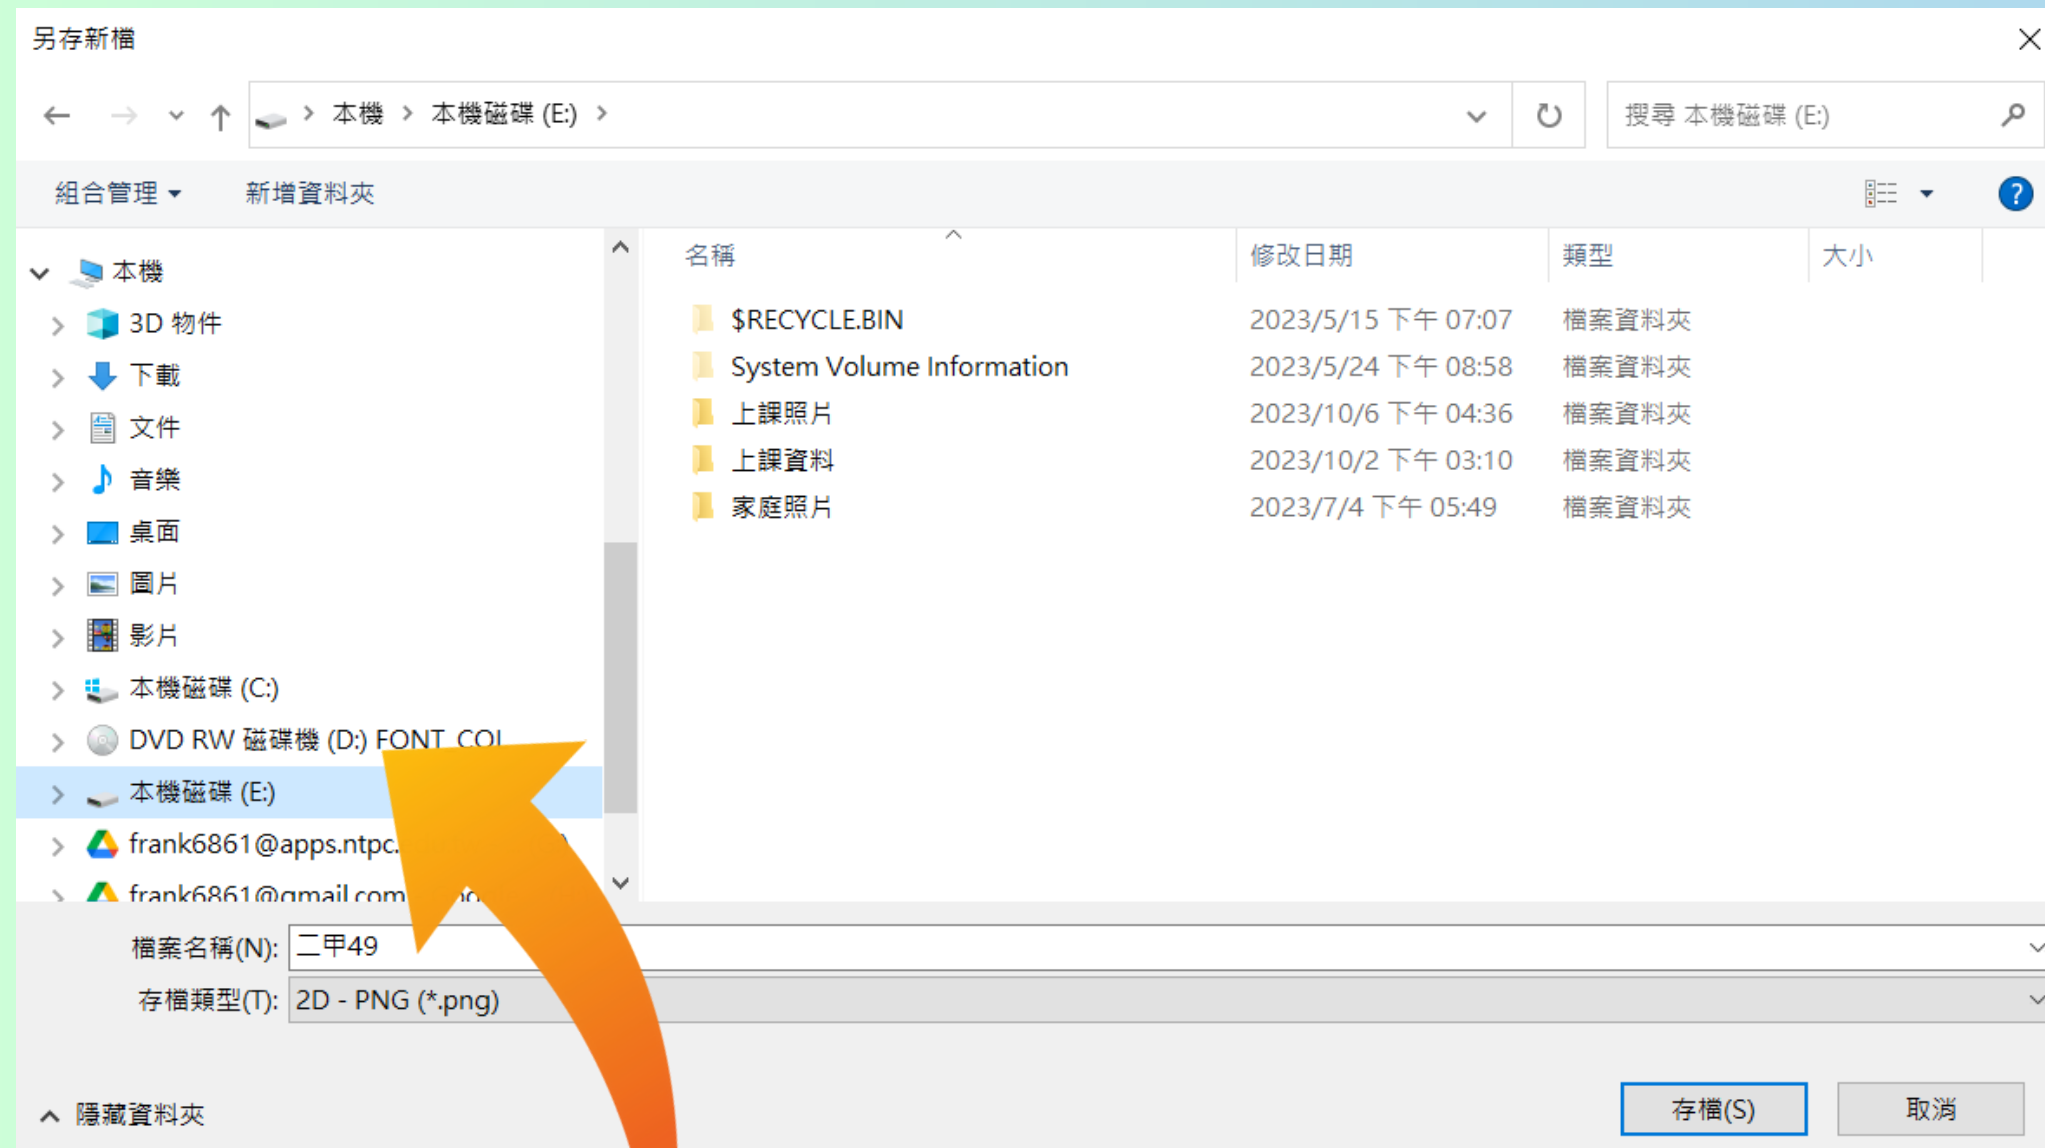 另存新檔
本機 本機磁碟 (E:)
搜尋 本機磁碟 (E:)
組合管理 新增資料夾
本機
3D 物件
下載
文件
音樂
桌面
圖片
影片
本機磁碟 (C:)
DVD RW 磁碟機 (D:) FONT_COL
本機磁碟 (E:)
frank6861@apps.ntpc.
frank6861@gmail.com
名稱 修改日期 類型 大小
$RECYCLE.BIN 2023/5/15 下午 07:07 檔案資料夾
System Volume Information 2023/5/24 下午 08:58 檔案資料夾
上課照片 2023/10/6 下午 04:36 檔案資料夾
上課資料 2023/10/2 下午 03:10 檔案資料夾
家庭照片 2023/7/4 下午 05:49 檔案資料夾
檔案名稱(N): 二甲49
存檔類型(T): 2D - PNG (*.png)
隱藏資料夾 存檔(S) 取消